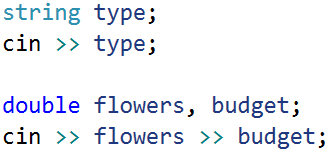 string type;
cin >> type;
double flowers, budget;
cin >> flowers >> budget;